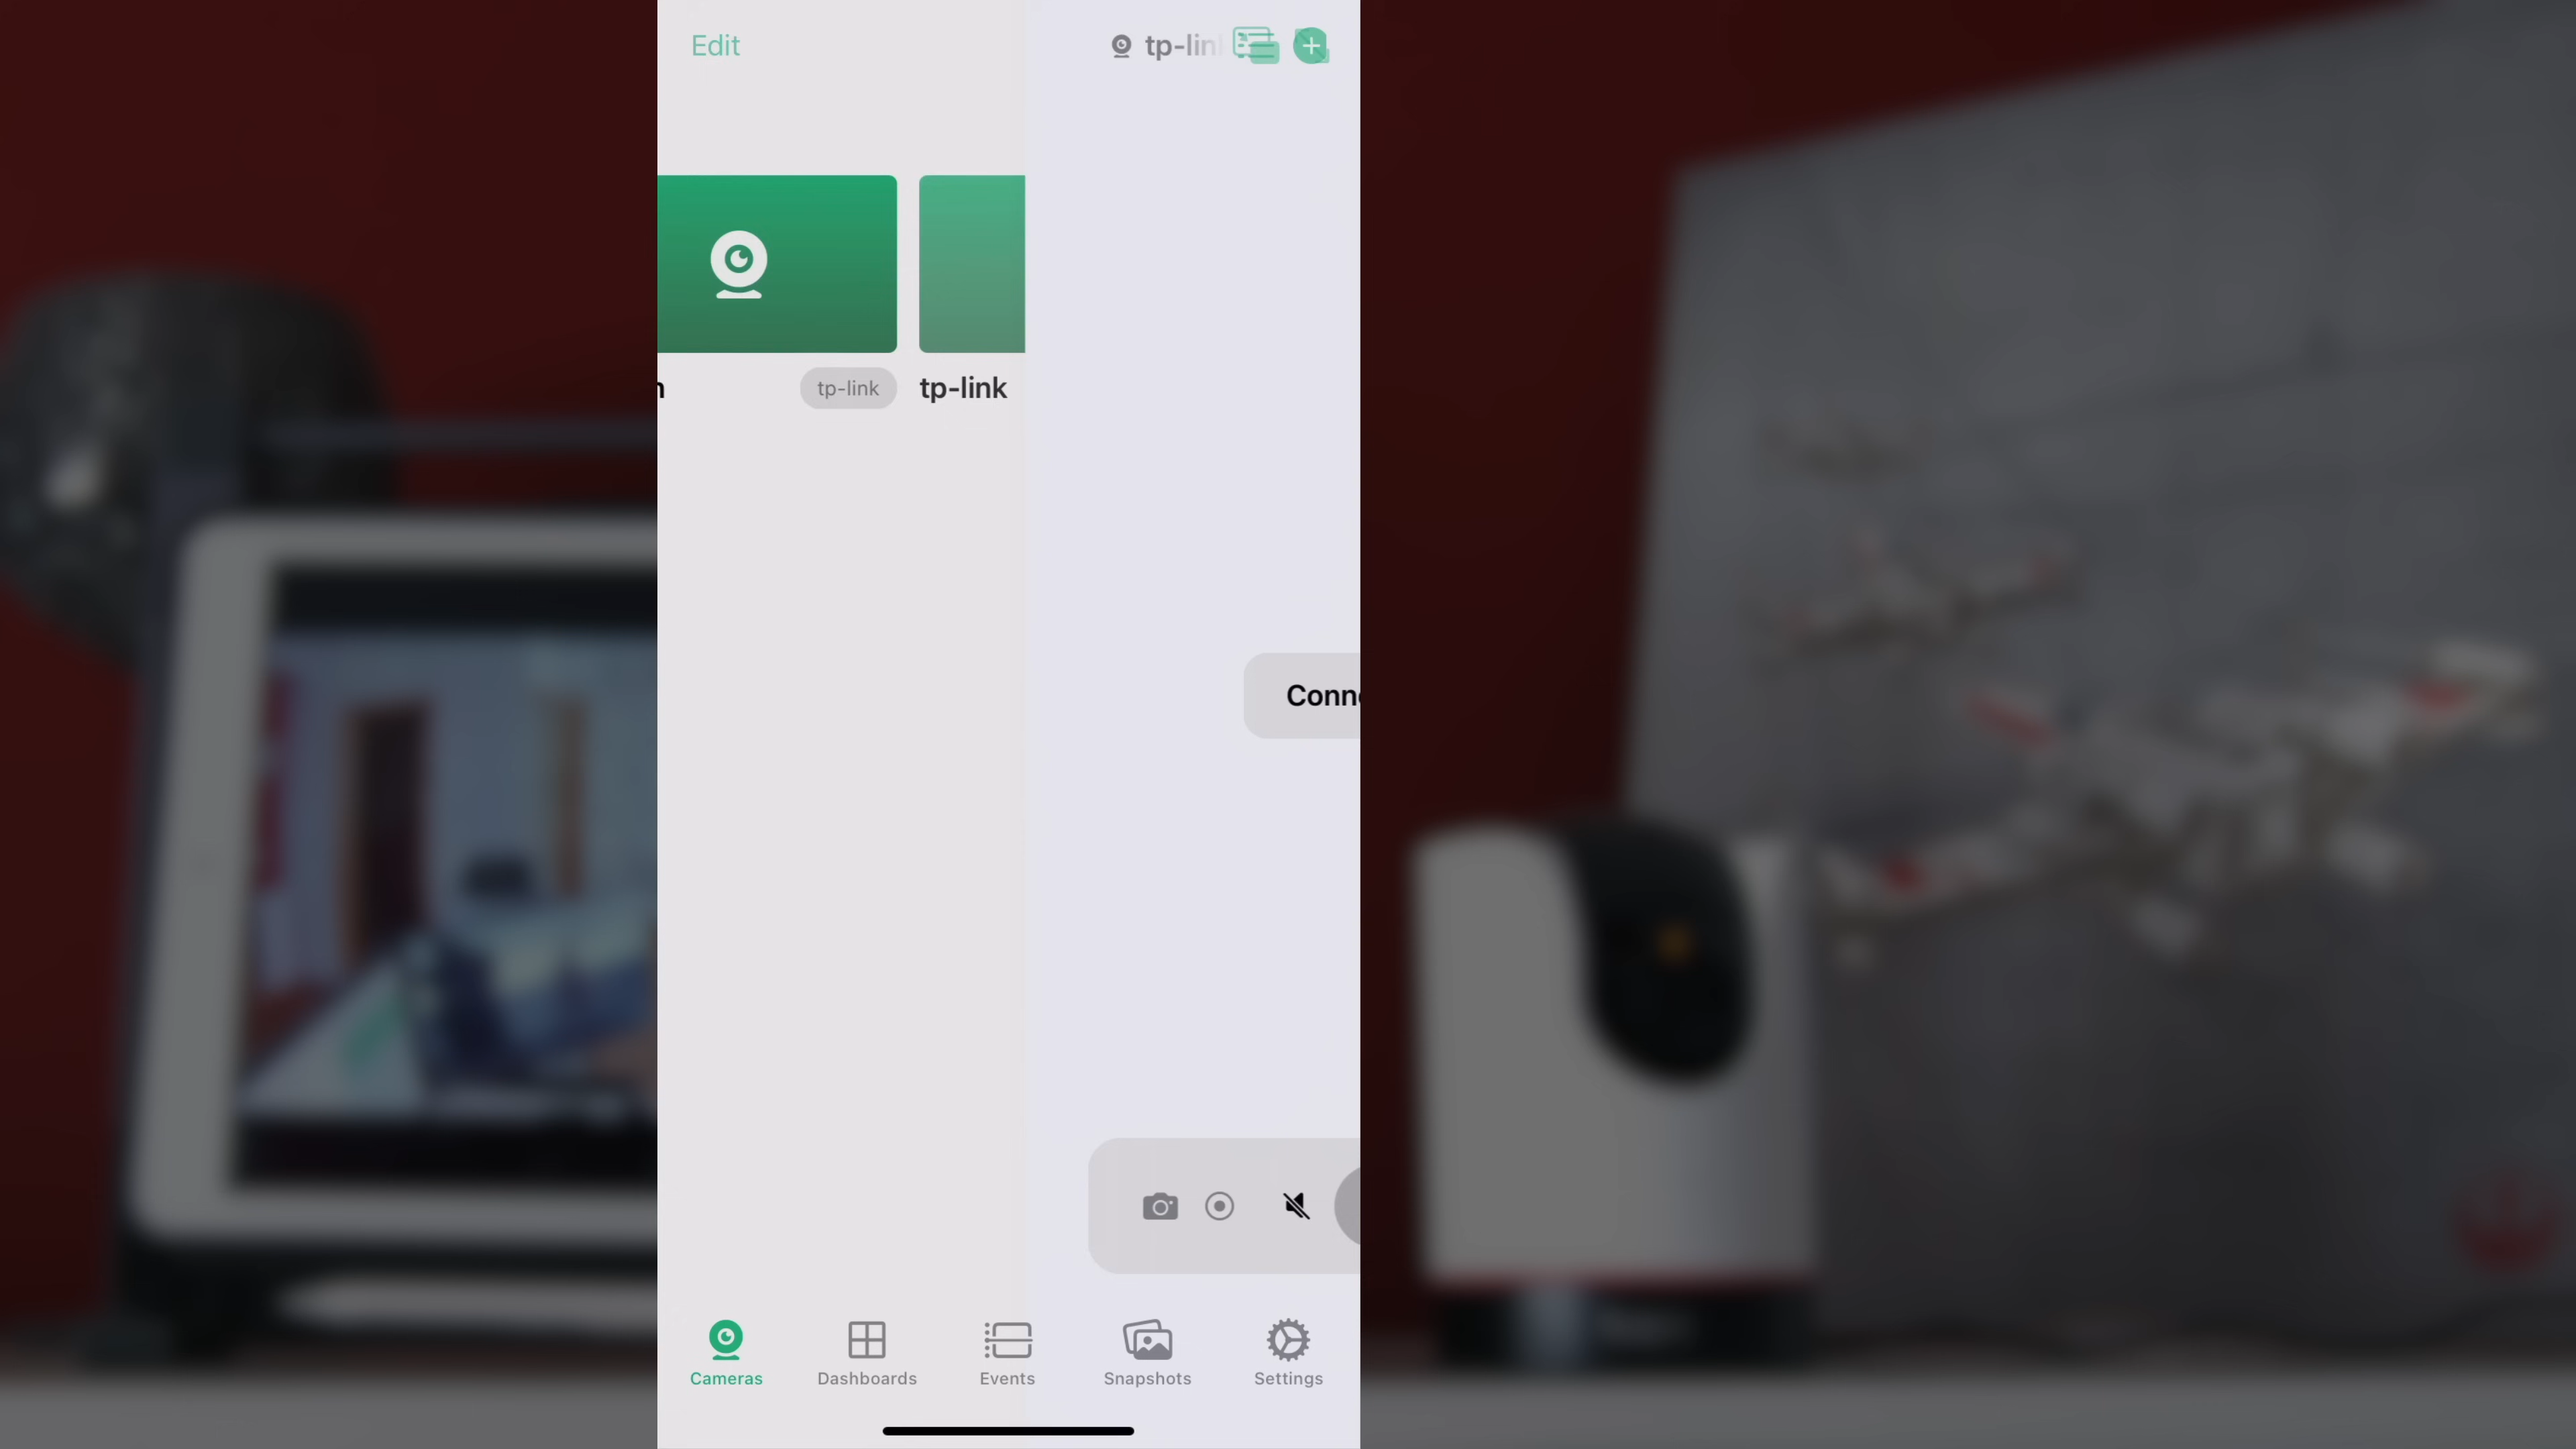 Edit
tp-lin
tp-link
tp-link
Conn
Cameras
Dashboards
Events
Snapshots
Settings